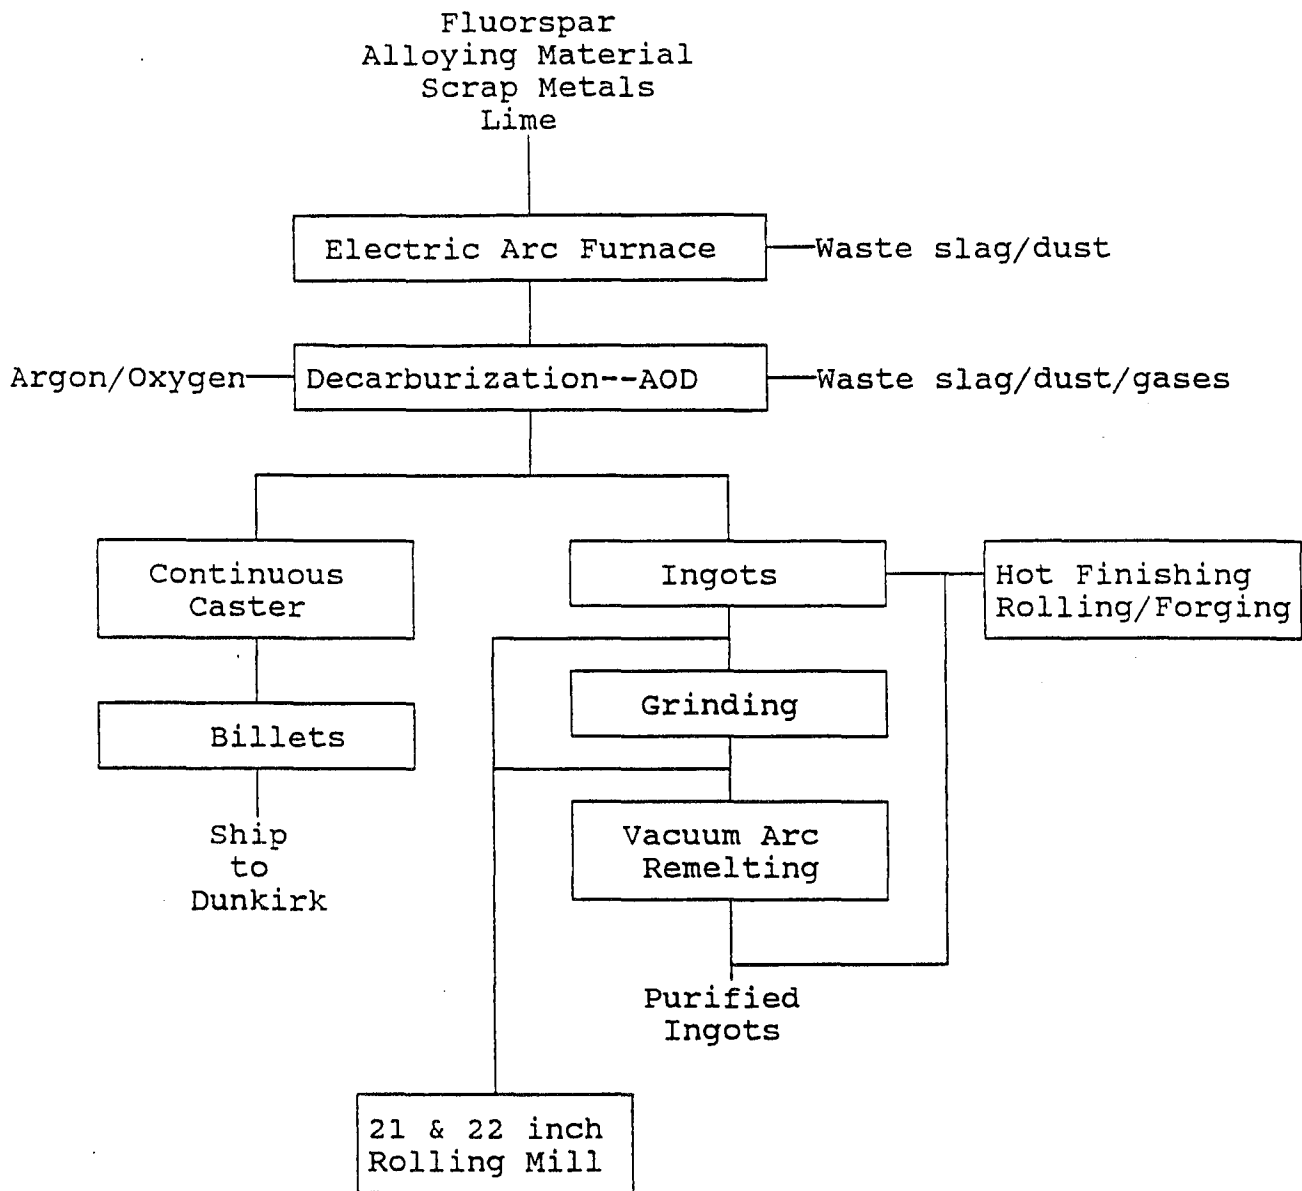 Fluorspar
Alloying Material
Scrap Metals
Lime
Electric Arc Furnace
Waste slag/dust
Argon/Oxygen
Decarburization--AOD
Waste slag/dust/gases
Continuous
Caster
Ingots
Hot Finishing
Rolling/Forging
Grinding
Billets
Ship
to
Dunkirk
Vacuum Arc
Remelting
Purified
Ingots
21 & 22 inch
Rolling Mill